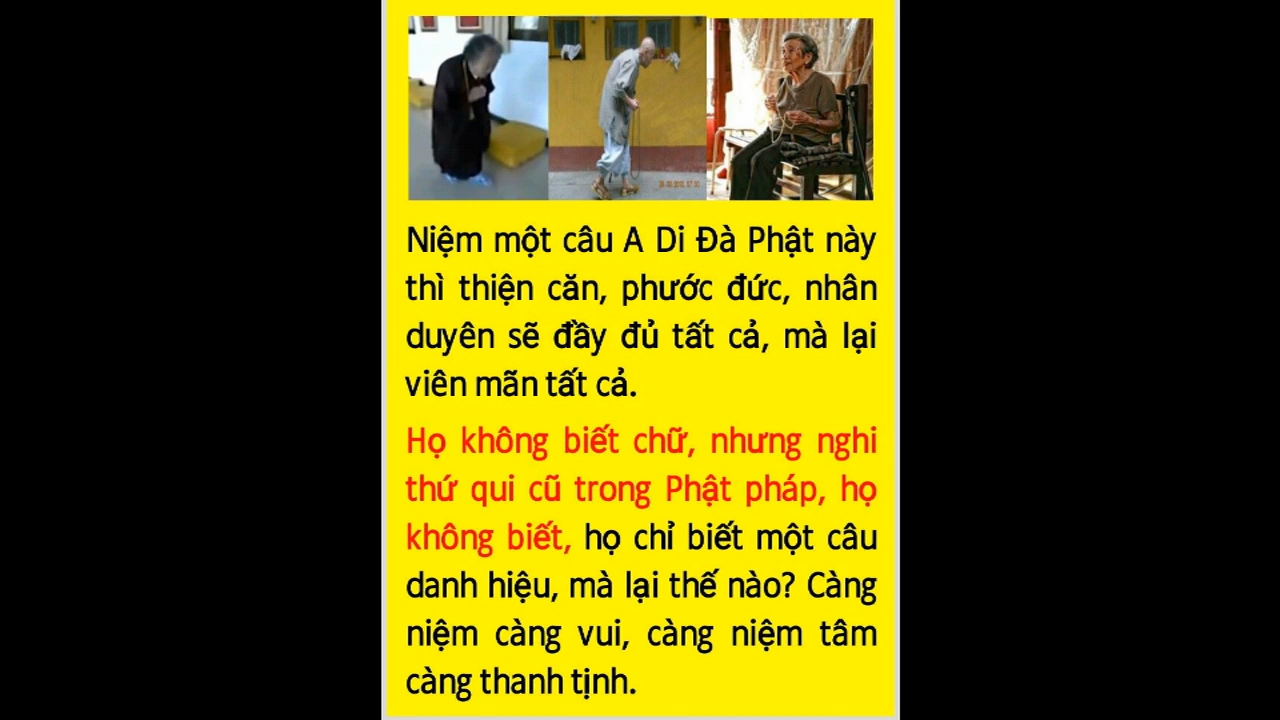 Niệm một câu A Di Đà Phật này
thì thiện căn, phước đức, nhân
duyên sẽ đầy đủ tất cả, mà lại
viên mãn tất cả.
Họ không biết chữ, nhưng nghi
thứ qui cũ trong Phật pháp, họ
không biết, họ chỉ biết một câu
danh hiệu, mà lại thế nào? Càng
niệm càng vui, càng niệm tâm
càng thanh tịnh.